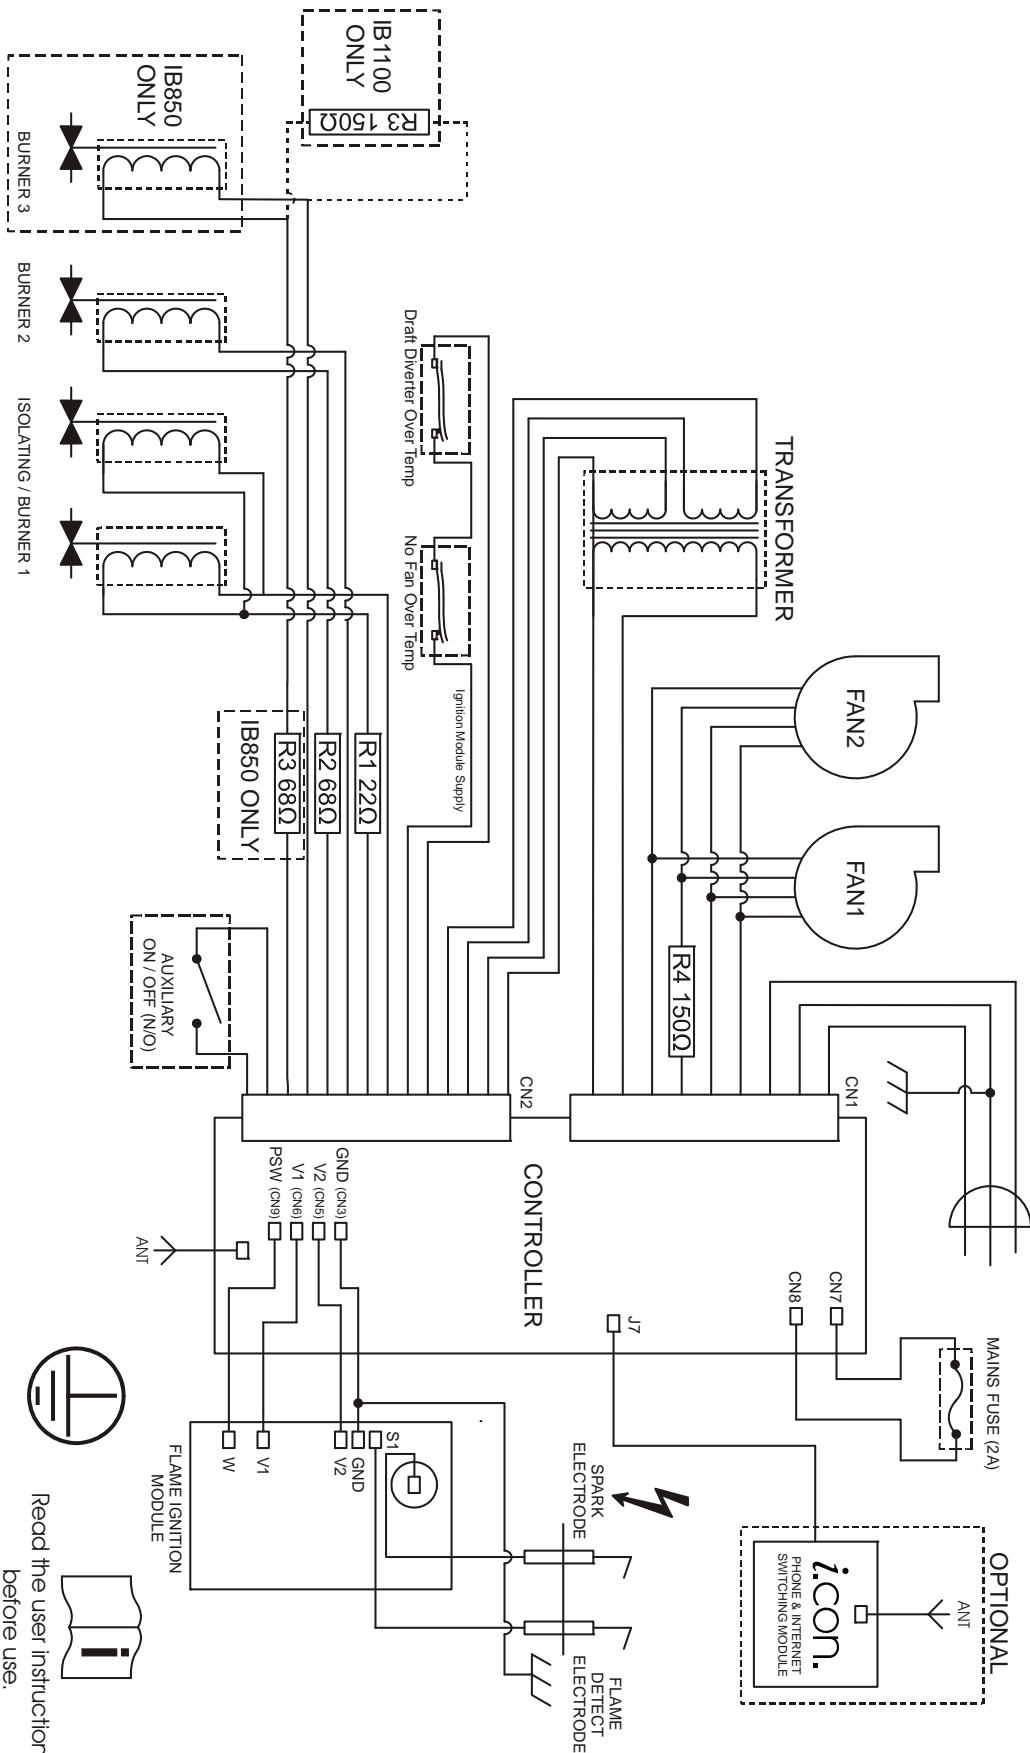 IB1100
ONLY
R3 150Ω
IB850
ONLY
BURNER 3
BURNER 2
ISOLATING / BURNER 1
Draft Diverter Over Temp
No Fan Over Temp
Ignition Module Supply
TRANSFORMER
FAN2
FAN1
R1 22Ω
R2 68Ω
R3 68Ω
IB850 ONLY
R4 150Ω
AUXILIARY
ON / OFF (N/O)
CN2
CN1
CONTROLLER
GND (CN3)
V2 (CN5)
V1 (CN6)
PSW (CN9)
ANT
CN7
CN8
J7
MAINS FUSE (2A)
S1
GND
V2
V1
W
FLAME IGNITION
MODULE
SPARK
ELECTRODE
FLAME
DETECT
ELECTRODE
OPTIONAL
ANT
i.con.
PHONE & INTERNET
SWITCHING MODULE
Read the user instruction
before use.